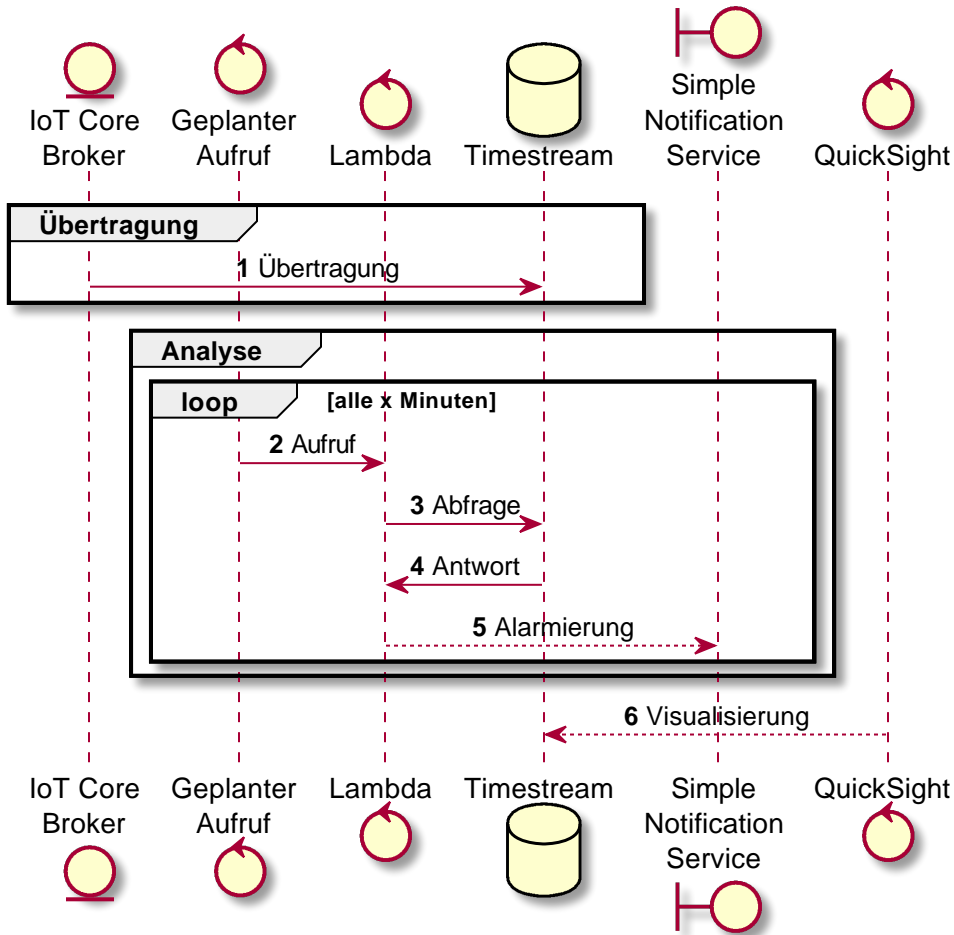 IoT Core
Broker
Geplanter
Aufruf
Lambda
Timestream
Simple
Notification
Service
QuickSight
Übertragung
1 Übertragung
Analyse
loop [alle x Minuten]
2 Aufruf
3 Abfrage
4 Antwort
5 Alarmierung
6 Visualisierung
IoT Core
Broker
Geplanter
Aufruf
Lambda
Timestream
Simple
Notification
Service
QuickSight